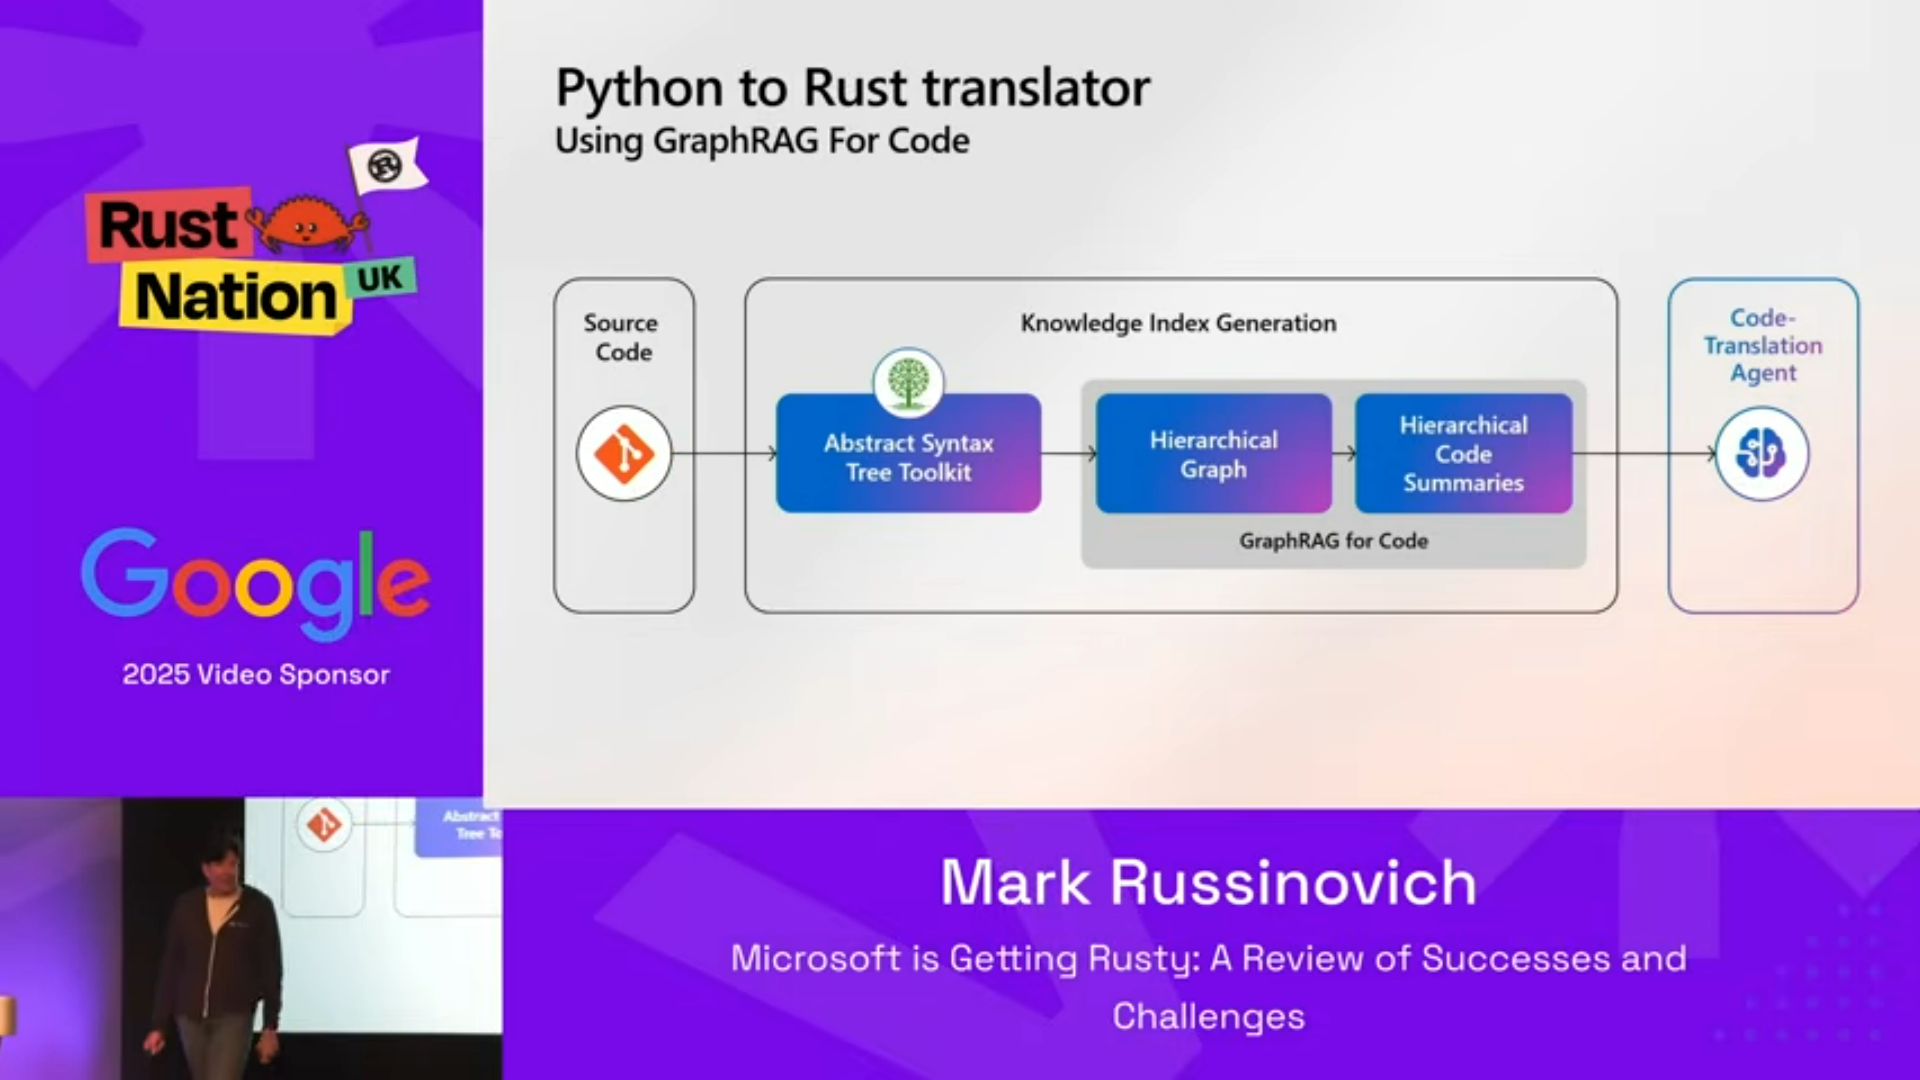 Python to Rust translator
Using GraphRAG For Code
Rust
Nation
UK
Google
2025 Video Sponsor
Source
Code
Knowledge Index Generation
Abstract Syntax
Tree Toolkit
Hierarchical
Graph
Hierarchical
Code
Summaries
GraphRAG for Code
Code-
Translation
Agent
Abstract
Tree
Mark Russinovich
Microsoft is Getting Rusty: A Review of Successes and
Challenges